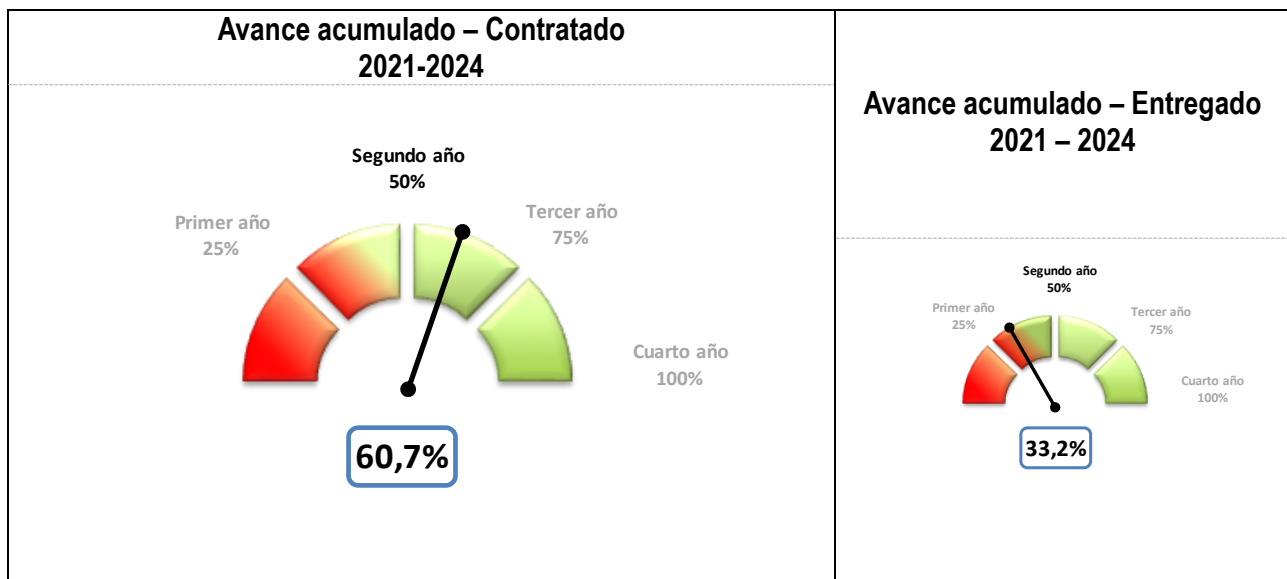 Avance acumulado – Contratado
2021-2024
Segundo año
50%
Primer año
25%
Tercer año
75%
Cuarto año
100%
60,7%
Avance acumulado – Entregado
2021 – 2024
Segundo año
50%
Primer año
25%
Tercer año
75%
Cuarto año
100%
33,2%